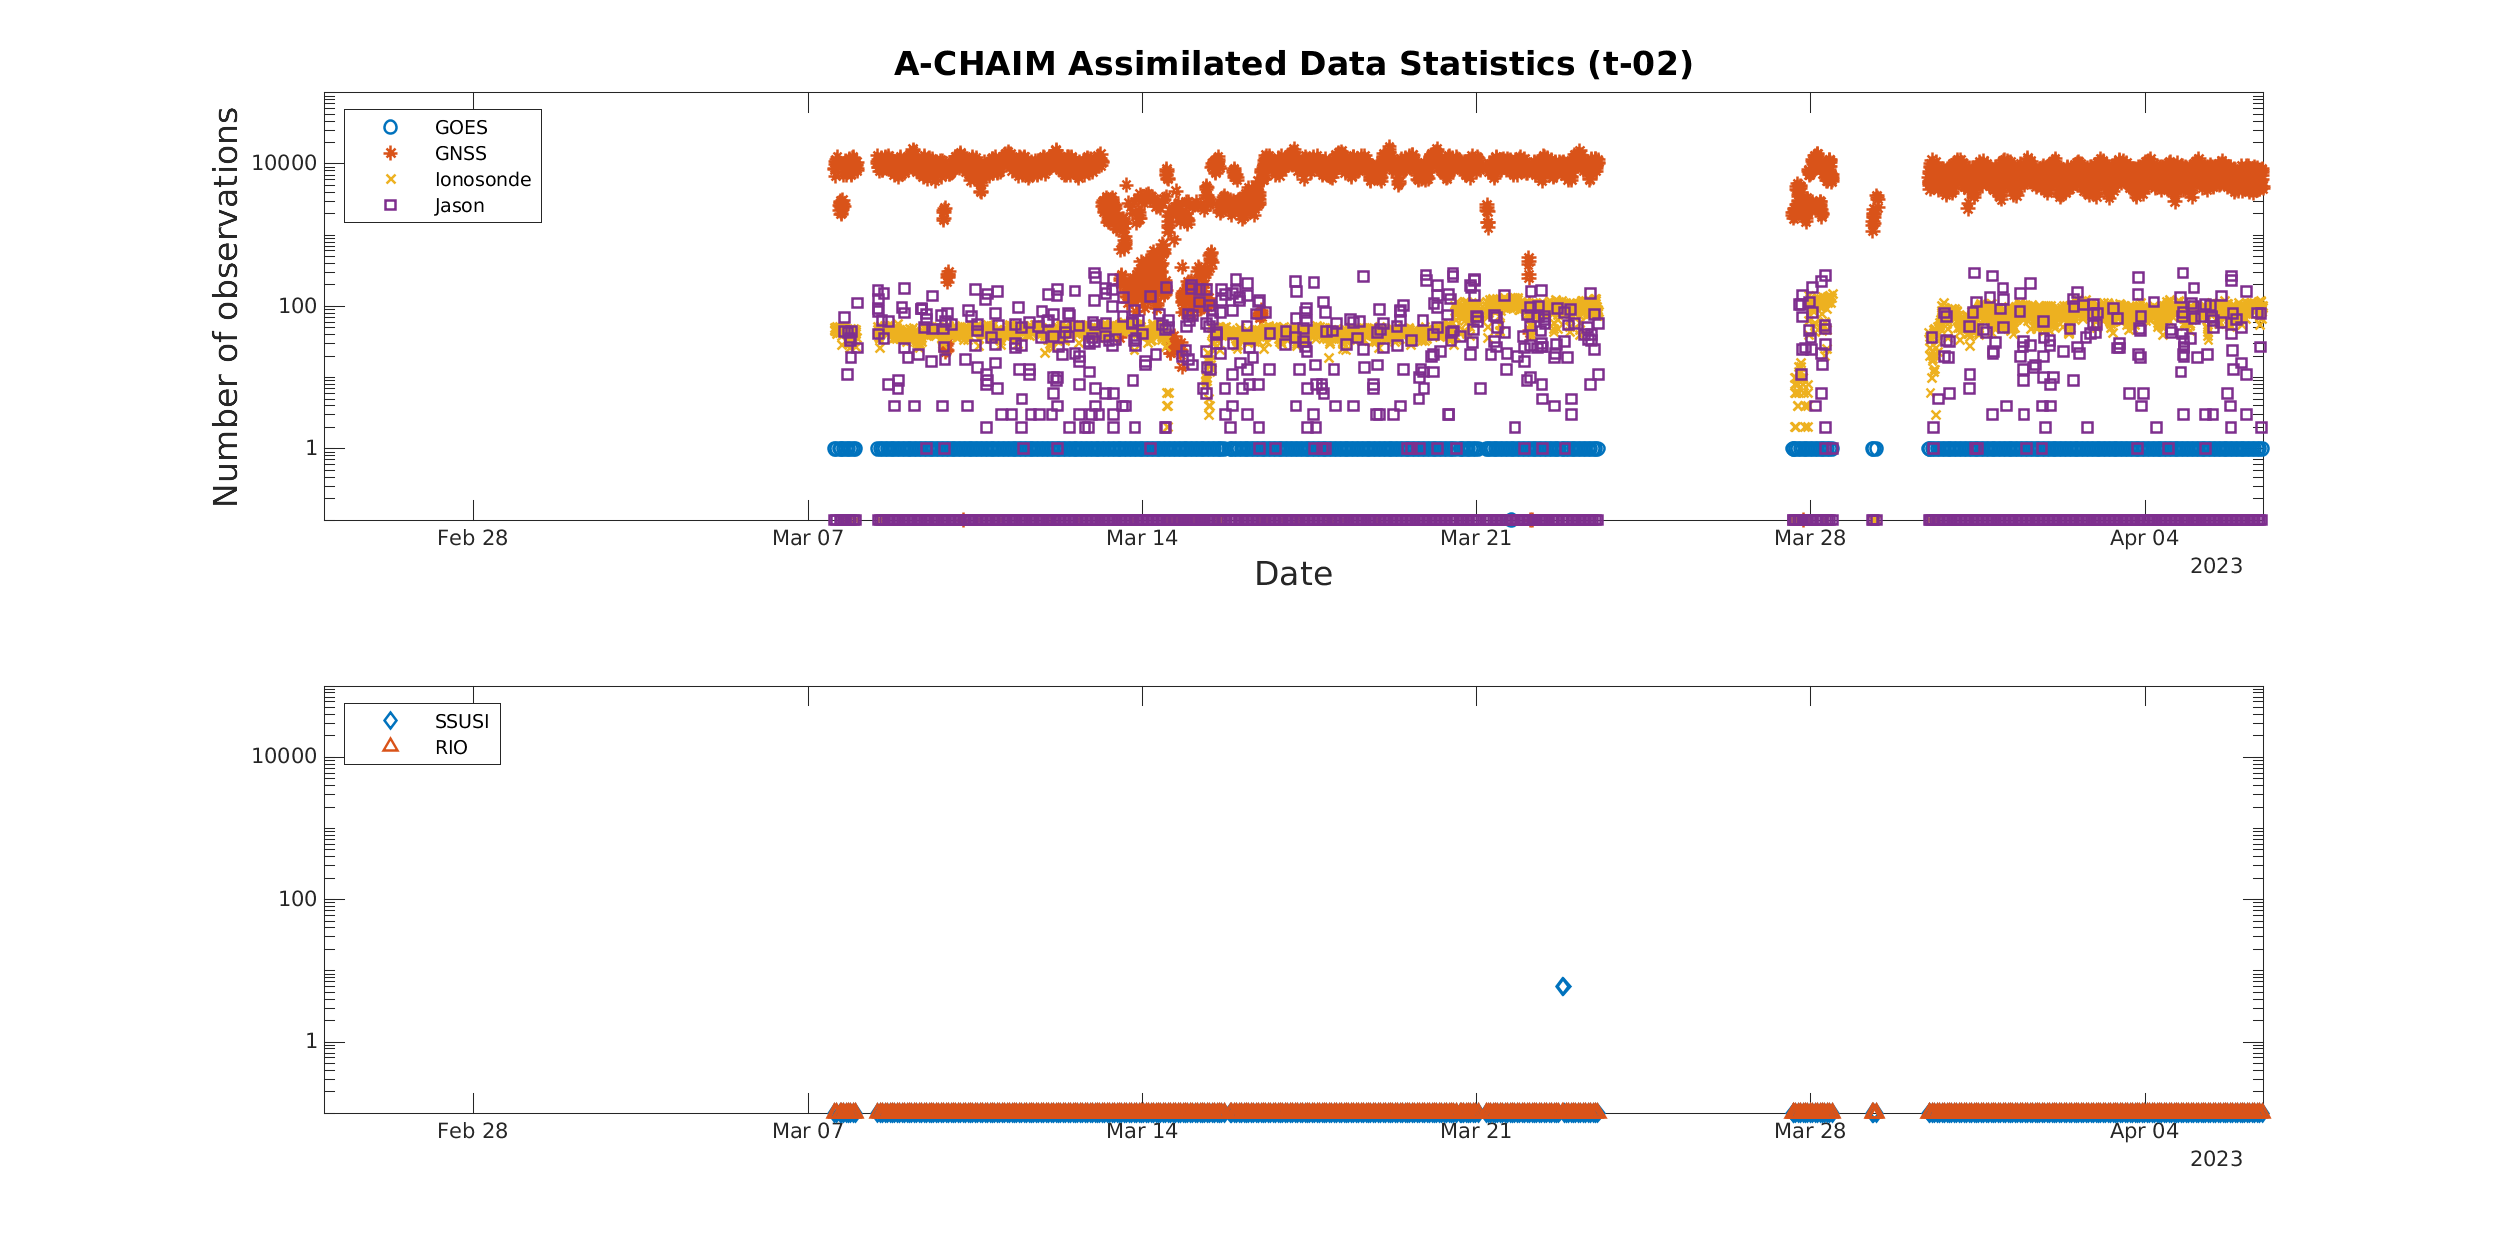 A-CHAIM Assimilated Data Statistics (t-02)
Number of observations
GOES
GNSS
Ionosonde
Jason
10000
100
1
Feb 28 Mar 07 Mar 14 Mar 21 Mar 28 Apr 04
2023
Date
SSUSI
RIO
10000
100
1
Feb 28 Mar 07 Mar 14 Mar 21 Mar 28 Apr 04
2023